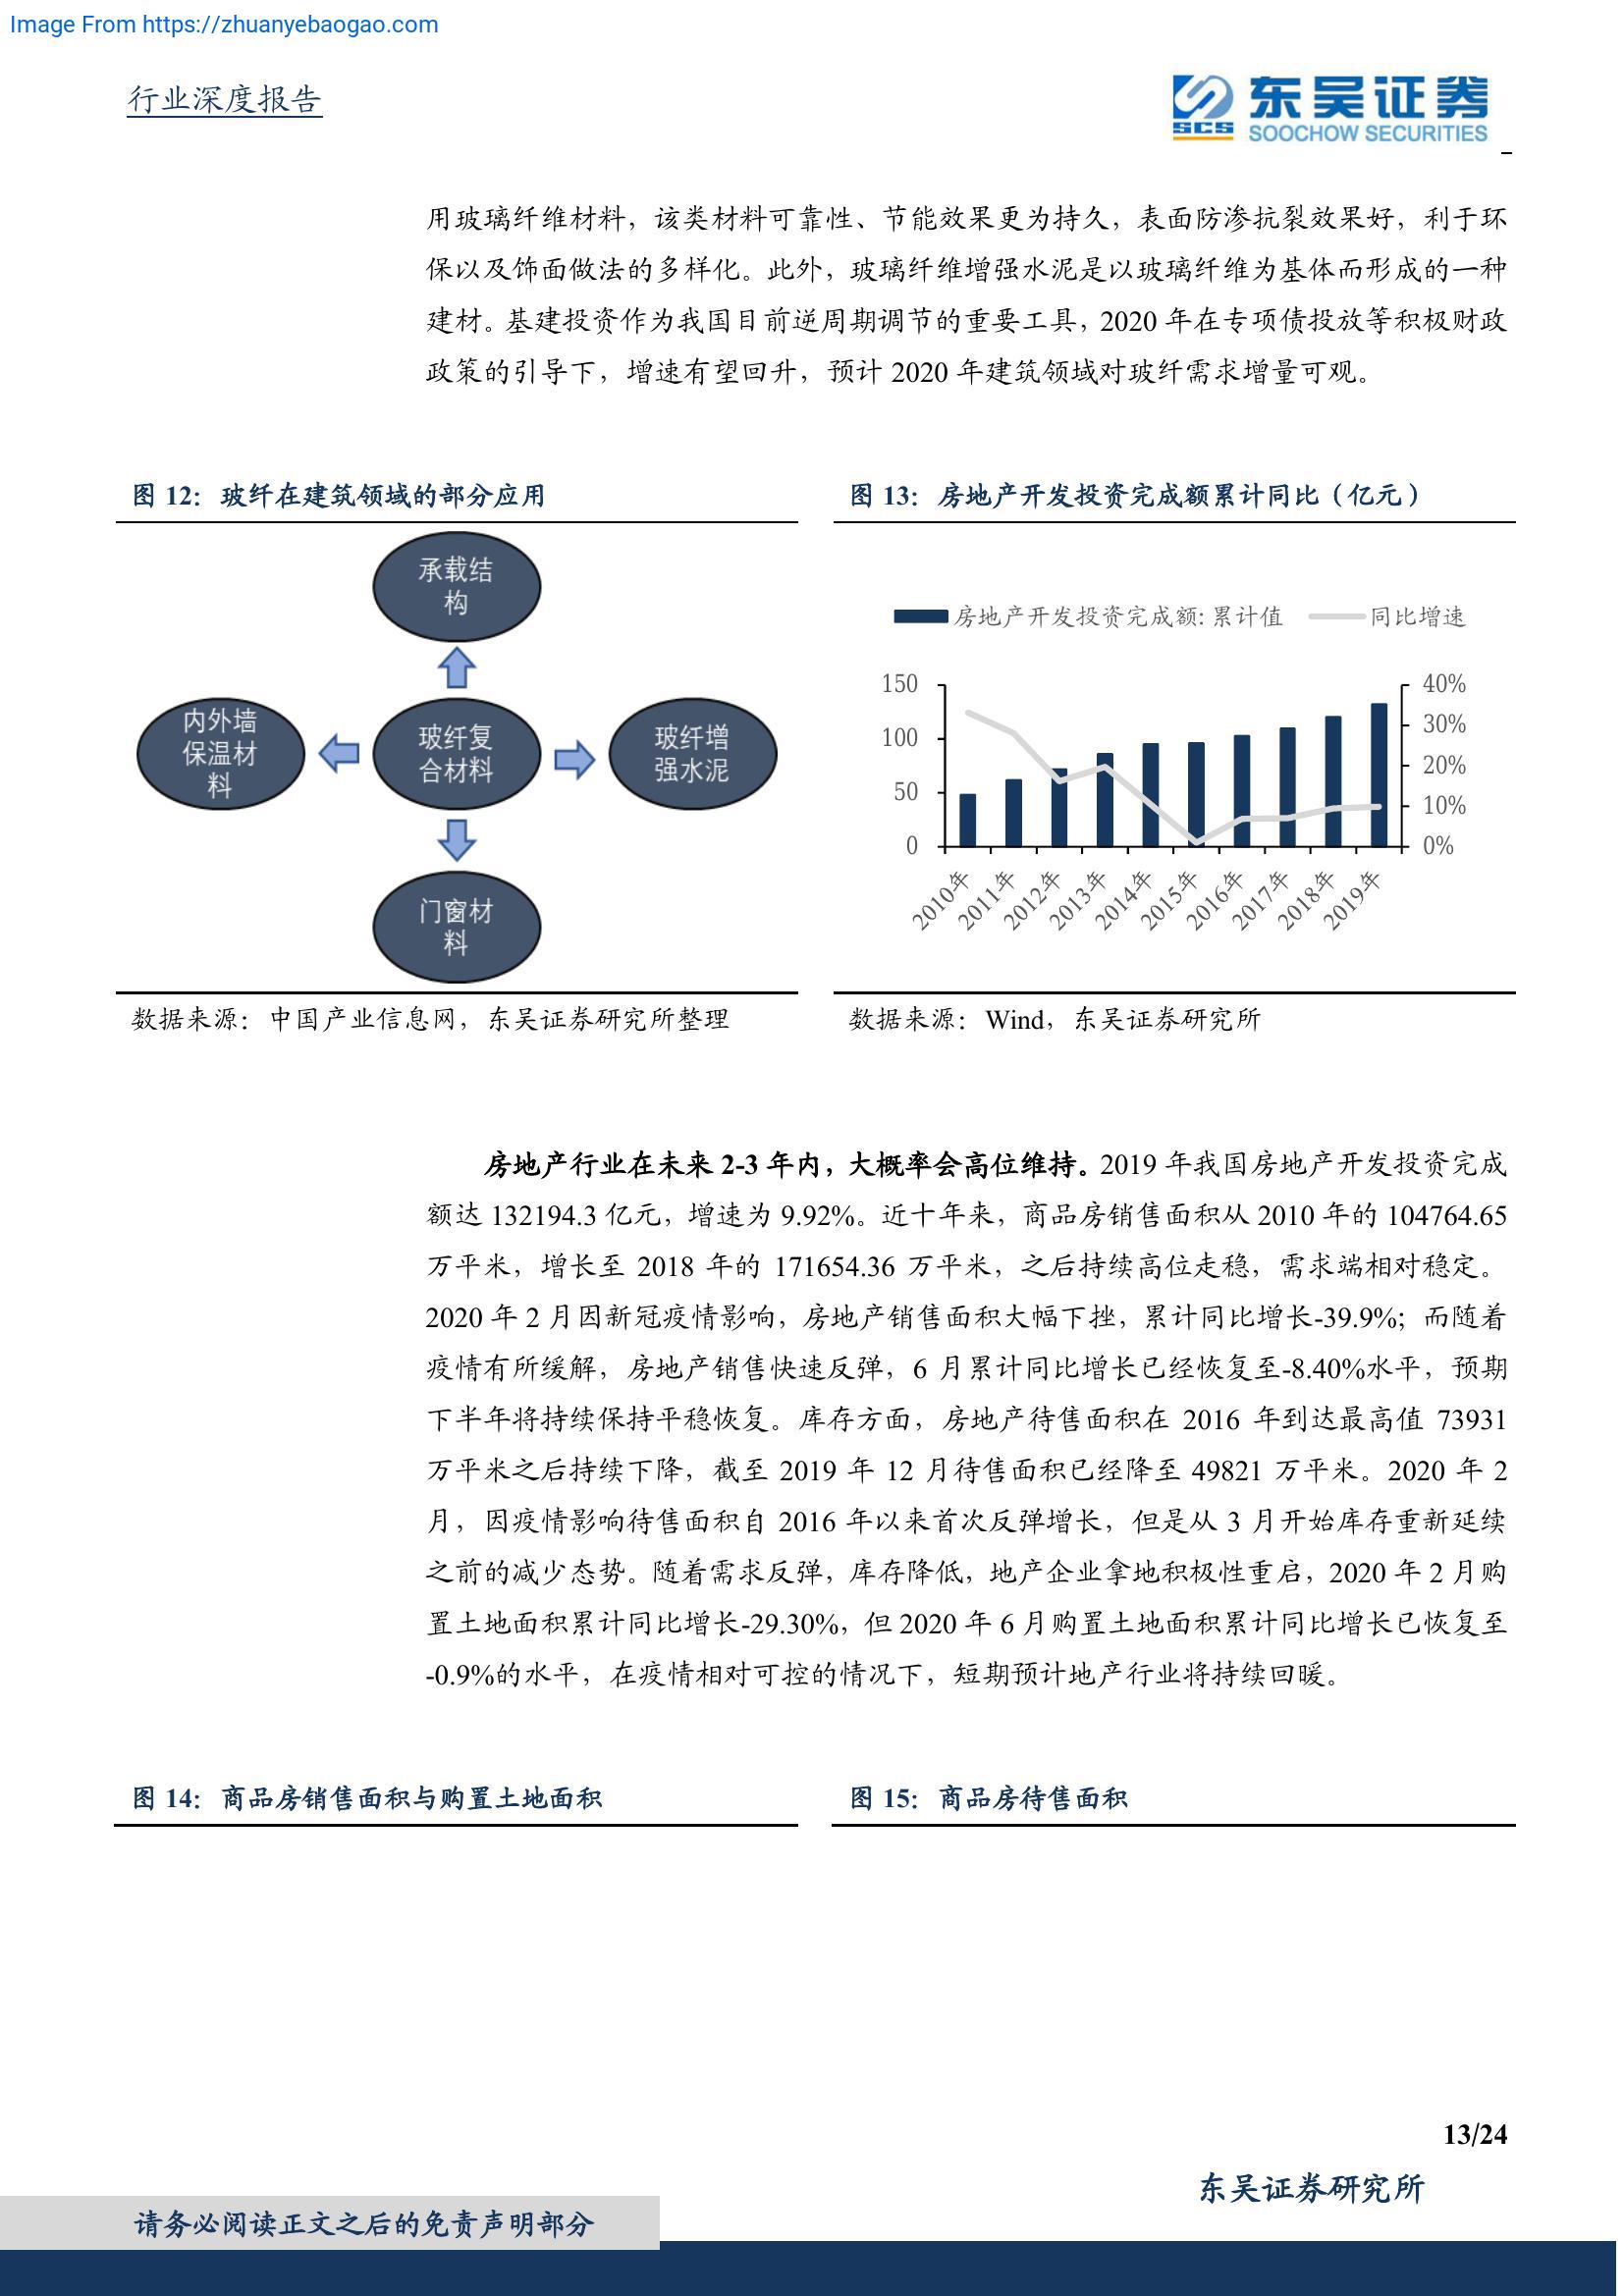 Image From https://zhuanyebaogao.com
行业深度报告
SCS
东吴证券
SOOCHOW SECURITIES
用玻璃纤维材料，该类材料可靠性、节能效果更为持久，表面防渗抗裂效果好，利于环
保以及饰面做法的多样化。此外，玻璃纤维增强水泥是以玻璃纤维为基体而形成的一种
建材。基建投资作为我国目前逆周期调节的重要工具，2020 年在专项债投放等积极财政
政策的引导下，增速有望回升，预计 2020 年建筑领域对玻纤需求增量可观。
图 12：玻纤在建筑领域的部分应用
承载结
构
内外墙
保温材
料
玻纤复
合材料
玻纤增
强水泥
门窗材
料
数据来源：中国产业信息网，东吴证券研究所整理
图 13：房地产开发投资完成额累计同比（亿元）
房地产开发投资完成额:累计值
同比增速
150
100
50
0
40%
30%
20%
10%
0%
2010年
2011年
2012年
2013年
2014年
2015年
2016年
2017年
2018年
2019年
数据来源：Wind，东吴证券研究所
房地产行业在未来 2-3 年内，大概率会高位维持。2019 年我国房地产开发投资完成
额达 132194.3 亿元，增速为 9.92%。近十年来，商品房销售面积从 2010 年的 104764.65
万平米，增长至 2018 年的 171654.36 万平米，之后持续高位走稳，需求端相对稳定。
2020 年 2 月因新冠疫情影响，房地产销售面积大幅下挫，累计同比增长-39.9%；而随着
疫情有所缓解，房地产销售快速反弹，6 月累计同比增长已经恢复至-8.40%水平，预期
下半年将持续保持平稳恢复。库存方面，房地产待售面积在 2016 年到达最高值 73931
万平米之后持续下降，截至 2019 年 12 月待售面积已经降至 49821 万平米。2020 年 2
月，因疫情影响待售面积自 2016 年以来首次反弹增长，但是从 3 月开始库存重新延续
之前的减少态势。随着需求反弹，库存降低，地产企业拿地积极性重启，2020 年 2 月购
置土地面积累计同比增长-29.30%，但 2020 年 6 月购置土地面积累计同比增长已恢复至
-0.9%的水平，在疫情相对可控的情况下，短期预计地产行业将持续回暖。
图 14：商品房销售面积与购置土地面积
图 15：商品房待售面积
13/24
东吴证券研究所
请务必阅读正文之后的免责声明部分